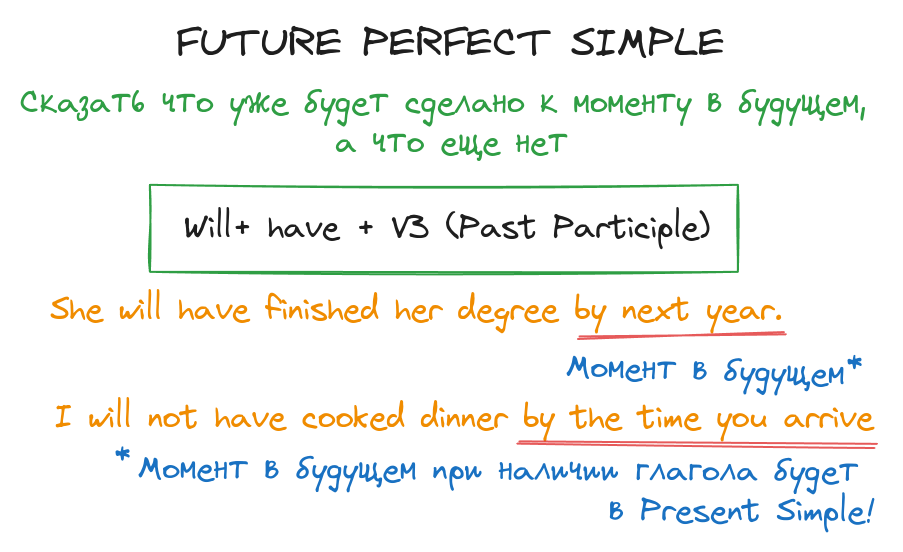 FUTURE PERFECT SIMPLE
Сказать что уже будет сделано к моменту в будущем,
а что еще нет
Will+ have + V3 (Past Participle)
She will have finished her degree by next year.
Момент в будущем*
I will not have cooked dinner by the time you arrive
* Момент в будущем при наличии глагола будет
в Present Simple!